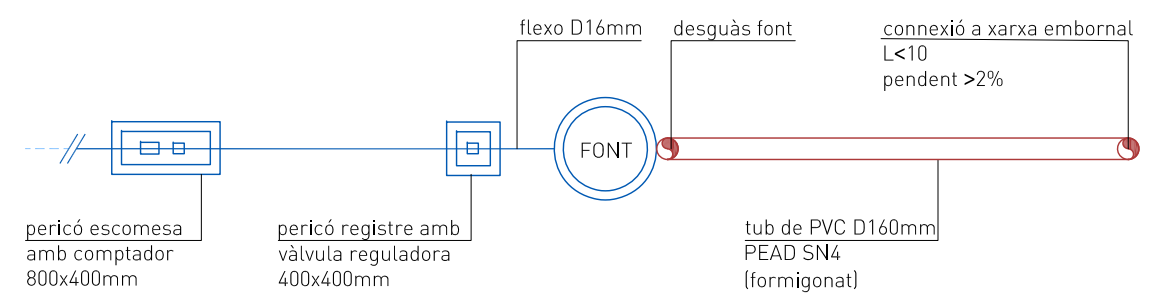 flexo D16mm
desguàs font
connexió a xarxa embornal
L<10
pendent >2%
FONT
pericó escomesa
amb comptador
800x400mm
pericó registre amb
vàlvula reguladora
400x400mm
tub de PVC D160mm
PEAD SN4
(formigonat)